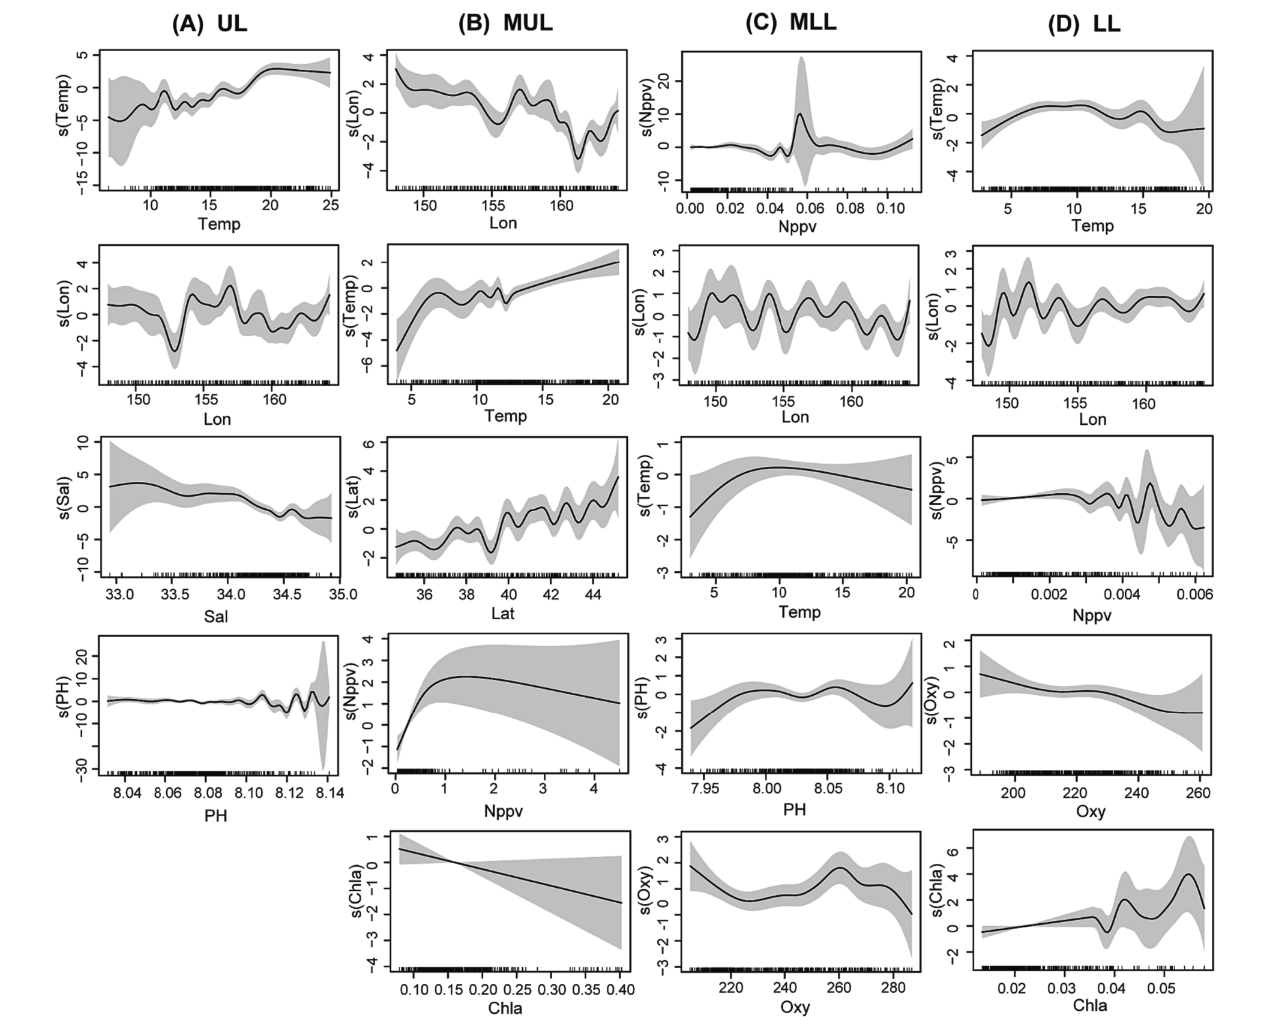 (A) UL
(B) MUL
(C) MLL
(D) LL
s(Temp)
−15 −10 −5 0 5
10 15 20 25
Temp
s(Lon)
−4 −2 0 2 4
150 155 160
Lon
s(Nppv)
−10 0 10 20
0.00 0.02 0.04 0.06 0.08 0.10
Nppv
s(Temp)
−4 −2 0 2 4
5 10 15 20
Temp
s(Lon)
−4 −2 0 2 4
150 155 160
Lon
s(Temp)
−6 −4 −2 0 2
5 10 15 20
Temp
s(Lon)
−3 −2 −1 0 1 2 3
150 155 160
Lon
s(Lon)
−4 −2 0 1 2 3
150 155 160
Lon
s(Sal)
−10 −5 0 5 10
33.0 33.5 34.0 34.5 35.0
Sal
s(Lat)
−2 0 2 4 6
36 38 40 42 44
Lat
s(Temp)
−3 −2 −1 0 1
5 10 15 20
Temp
s(Nppv)
−5 0 5
0 0.002 0.004 0.006
Nppv
s(PH)
−30 −10 0 10 20
8.04 8.06 8.08 8.10 8.12 8.14
PH
s(Nppv)
−2 −1 0 1 2 3 4
0 1 2 3 4
Nppv
s(PH)
−4 −2 0 1 2 3
7.95 8.00 8.05 8.10
PH
s(Oxy)
−3 −2 −1 0 1 2
200 220 240 260
Oxy
s(Chla)
−4 −3 −2 −1 0 1
0.10 0.15 0.20 0.25 0.30 0.35 0.40
Chla
s(Oxy)
−3 −2 −1 0 1 2 3
220 240 260 280
Oxy
s(Chla)
−2 0 2 4 6
0.02 0.03 0.04 0.05
Chla